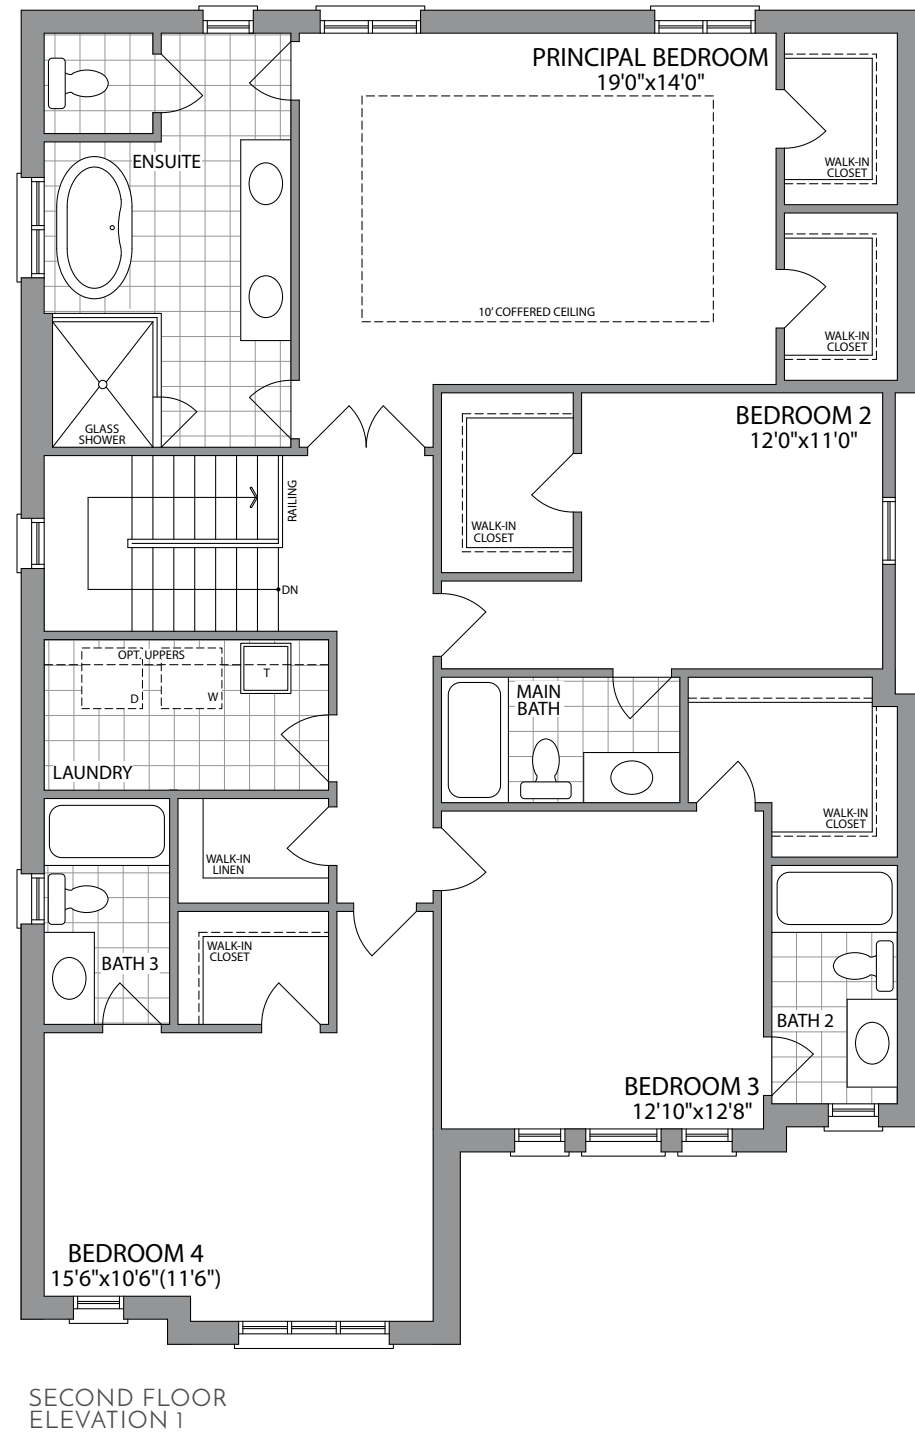 PRINCIPAL BEDROOM
19'0"x14'0"
WALK-IN
CLOSET
ENSUITE
10' COFFERED CEILING
WALK-IN
CLOSET
GLASS
SHOWER
BEDROOM 2
12'0"x11'0"
RAILING
WALK-IN
CLOSET
DN
OPT. UPPERS
D
W
T
LAUNDRY
MAIN
BATH
WALK-IN
CLOSET
WALK-IN
LINEN
WALK-IN
CLOSET
BATH 3
BATH 2
BEDROOM 3
12'10"x12'8"
BEDROOM 4
15'6"x10'6"(11'6")
SECOND FLOOR
ELEVATION 1